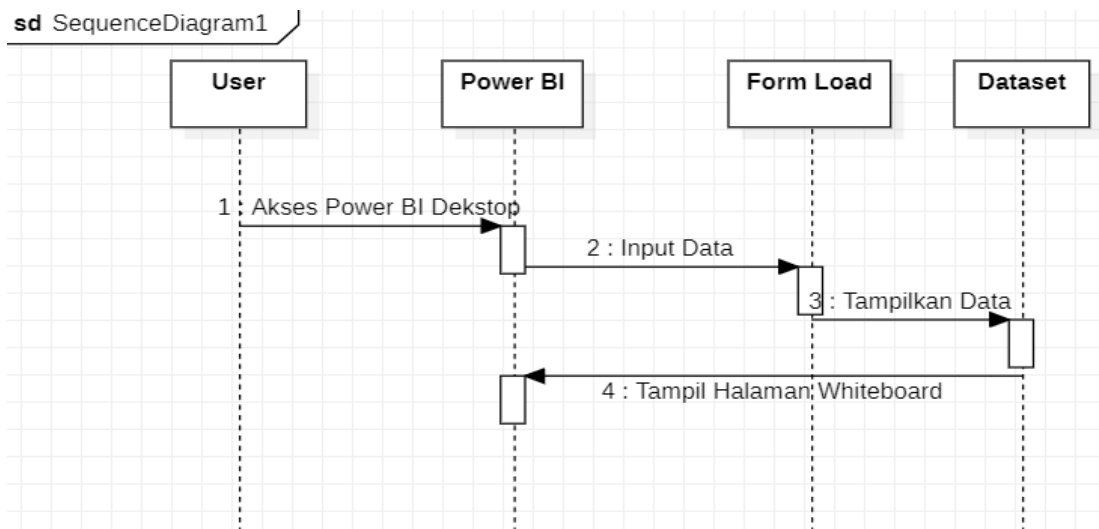 sd SequenceDiagram1
User
Power BI
Form Load
Dataset
1 : Akses Power BI Dekstop
2 : Input Data
3 : Tampilkan Data
4 : Tampil Halaman Whiteboard